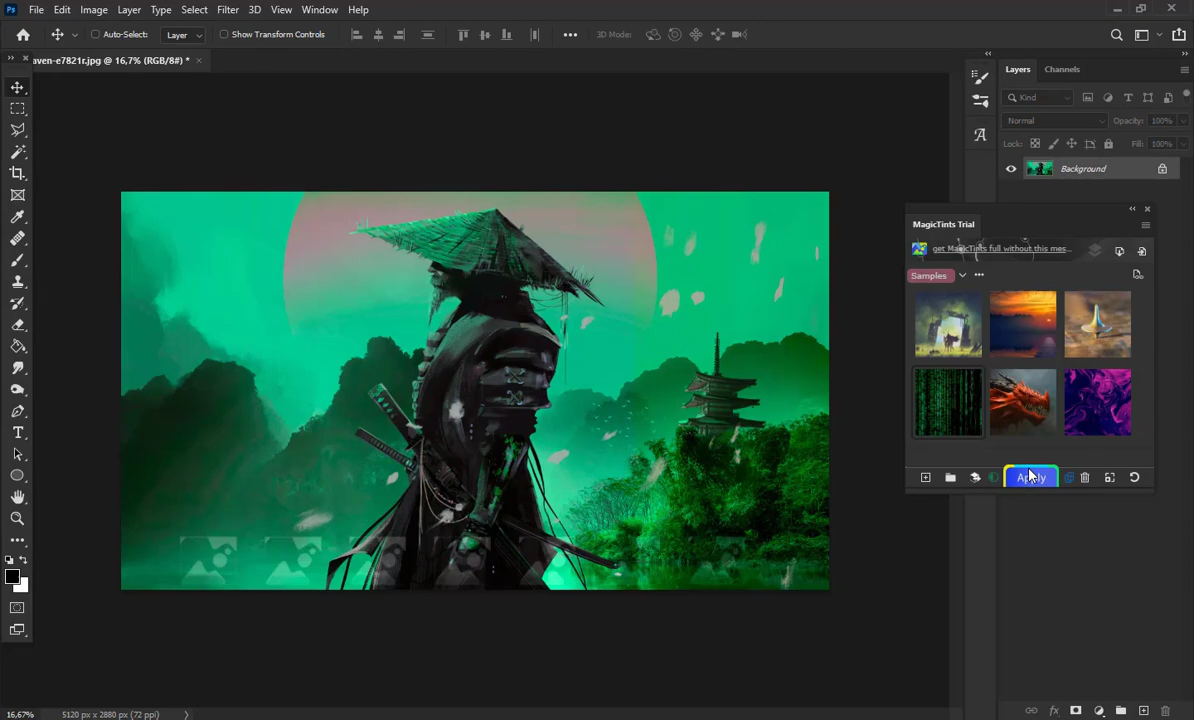 Ps File Edit Image Layer Type Select Filter 3D View Window Help
Auto-Select: Layer Show Transform Controls 3D Mode:
aven-e7821r.jpg @ 16,7% (RGB/8#) *
Layers Channels
Kind
Normal Opacity: 100%
Lock: Fill: 100%
Background
MagicTints Trial
get MagicTints full without this mes...
Samples
Apply
16,67% 5120 px x 2880 px (72 ppi)